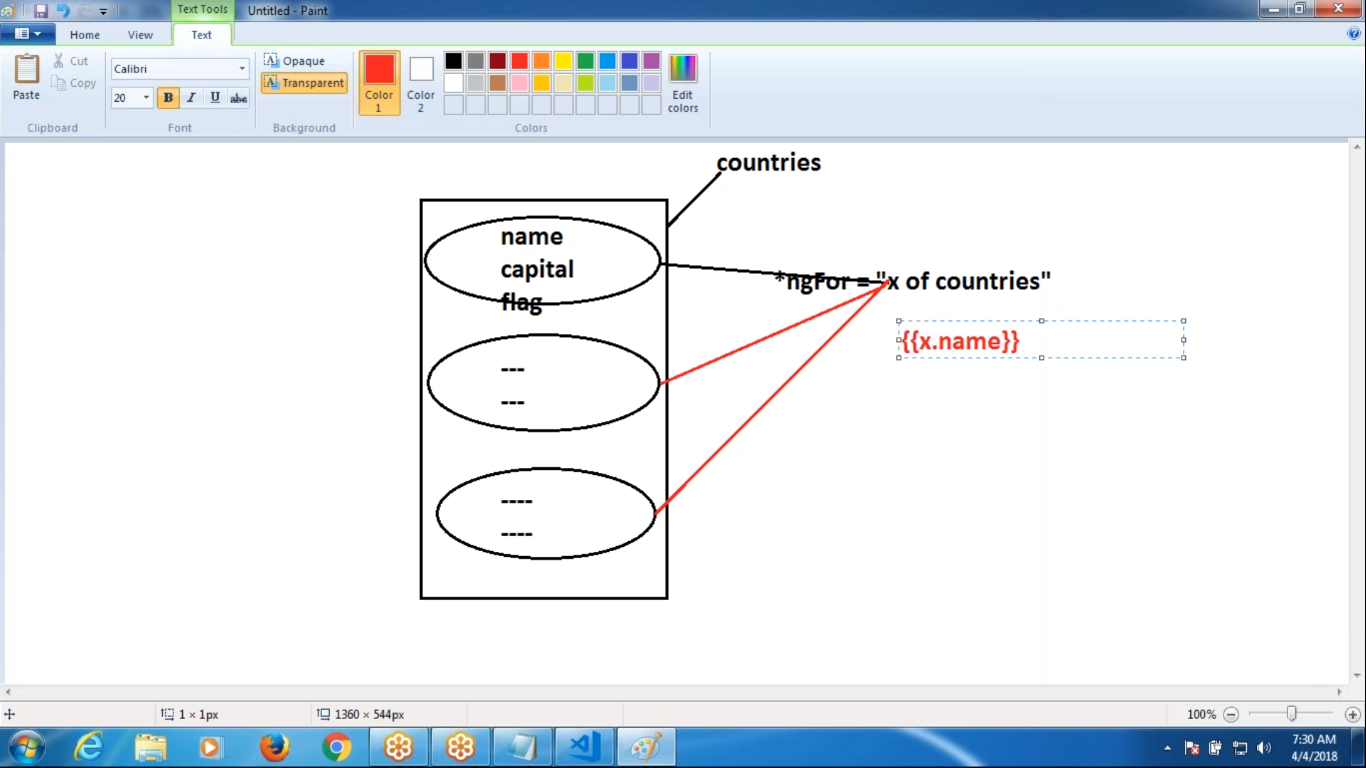 Text Tools
Untitled - Paint
Home
View
Text
Paste
Cut
Copy
Clipboard
Calibri
20
B I U abc
Font
Opaque
Transparent
Background
Color 1
Color 2
Edit colors
Colors
countries
name
capital
flag
*ngFor = "x of countries"
{{x.name}}
---
---
----
----
1 × 1px
1360 × 544px
100%
7:30 AM
4/4/2018